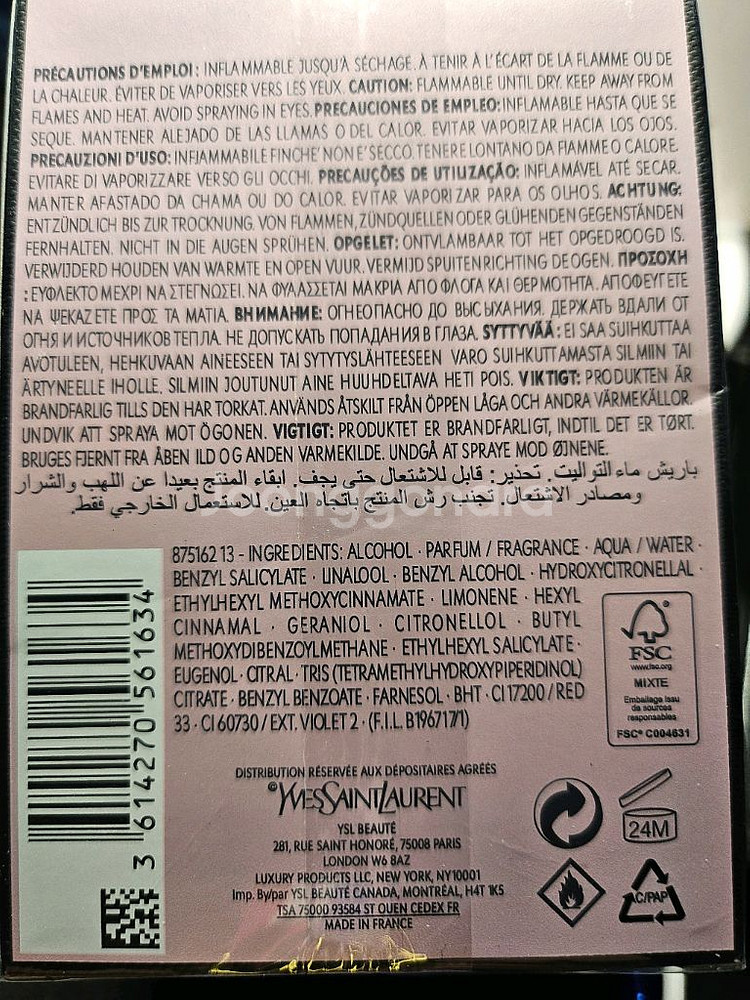 PRÉCAUTIONS D'EMPLOI: INFLAMMABLE JUSQU'À SÉCHAGE. À TENIR À L'ÉCART DE LA FLAMME OU DE
LA CHALEUR. ÉVITER DE VAPORISER VERS LES YEUX. CAUTION: FLAMMABLE UNTIL DRY. KEEP AWAY FROM
FLAMES AND HEAT. AVOID SPRAYING IN EYES. PRECAUCIONES DE EMPLEO: INFLAMABLE HASTA QUE SE
SEQUE. MANTENER ALEJADO DE LAS LLAMAS O DEL CALOR. EVITAR VAPORIZAR HACIA LOS OJOS.
PRECAUZIONI D'USO: INFIAMMABILE FINCHE' NON E' SECCO. TENERE LONTANO DA FIAMME O CALORE.
EVITARE DI VAPORIZZARE VERSO GLI OCCHI. PRECAUÇÕES DE UTILIZAÇÃO: INFLAMÁVEL ATÉ SECAR.
MANTER AFASTADO DA CHAMA OU DO CALOR. EVITAR VAPORIZAR PARA OS OLHOS. ACHTUNG:
ENTZÜNDLICH BIS ZUR TROCKNUNG. VON FLAMMEN, ZÜNDQUELLEN ODER GLÜHENDEN GEGENSTÄNDEN
FERNHALTEN. NICHT IN DIE AUGEN SPRÜHEN. OPGELET: ONTVLAMBAAR TOT HET OPGEDROOGD IS.
VERWIJDERD HOUDEN VAN WARMTE EN OPEN VUUR. VERMIJD SPUITEN RICHTING DE OGEN. ΠΡΟΣΟΧΗ
: ΕΥΦΛΕΚΤΟ ΜΕΧΡΙ ΝΑ ΣΤΕΓΝΩΣΕΙ. ΝΑ ΦΥΛΑΣΣΕΤΑΙ ΜΑΚΡΙΑ ΑΠΟ ΦΛΟΓΑ ΚΑΙ ΘΕΡΜΟΤΗΤΑ. ΑΠΟΦΕΥΓΕΤΕ
ΝΑ ΨΕΚΑΖΕΤΕ ΠΡΟΣ ΤΑ ΜΑΤΙΑ. ВНИМАНИЕ: ОГНЕОПАСНО ДО ВЫСЫХАНИЯ. ДЕРЖАТЬ ВДАЛИ ОТ
ОГНЯ И ИСТОЧНИКОВ ТЕПЛА. НЕ ДОПУСКАТЬ ПОПАДАНИЯ В ГЛАЗА. SYTTYVÄÄ: EI SAA SUIHKUTTAA
AVOTULEEN, HEHKUVAAN AINEESEEN TAI SYTYTYSLÄHTEESEEN VARO SUIHKUTTAMASTA SILMIIN TAI
ÄRTYNEELLE IHOLLE. SILMIIN JOUTUNUT AINE HUUHDELTAVA HETI POIS. VIKTIGT: PRODUKTEN ÄR
BRANDFARLIG TILLS DEN HAR TORKAT. ANVÄNDS ÅTSKILT FRÅN ÖPPEN LÅGA OCH ANDRA VÄRMEKÄLLOR.
UNDVIK ATT SPRAYA MOT ÖGONEN. VIGTIGT: PRODUKTET ER BRANDFARLIGT, INDTIL DET ER TØRT.
BRUGES FJERNT FRA ÅBEN ILD OG ANDEN VARMEKILDE. UNDGÅ AT SPRAYE MOD ØJNENE.
باريش ماء التواليت. تحذير: قابل للاشتعال حتى يجف. ابقاء المنتج بعيدا عن اللهب والشرار
ومصادر الاشتعال. تجنب رش المنتج باتجاه العين. للاستعمال الخارجي فقط.
875162 13 - INGREDIENTS: ALCOHOL · PARFUM / FRAGRANCE · AQUA / WATER ·
BENZYL SALICYLATE · LINALOOL · BENZYL ALCOHOL · HYDROXYCITRONELLAL ·
ETHYLHEXYL METHOXYCINNAMATE · LIMONENE · HEXYL
CINNAMAL · GERANIOL · CITRONELLOL · BUTYL
METHOXYDIBENZOYLMETHANE · ETHYLHEXYL SALICYLATE ·
EUGENOL · CITRAL · TRIS (TETRAMETHYLHYDROXYPIPERIDINOL)
CITRATE · BENZYL BENZOATE · FARNESOL · BHT · CI 17200 / RED
33 · CI 60730 / EXT. VIOLET 2 · (F.I.L. B196717/1)
FSC
www.fsc.org
MIXTE
Emballage issu
de sources
responsables
FSC® C004631
3 614270 561634
DISTRIBUTION RÉSERVÉE AUX DÉPOSITAIRES AGRÉÉS
©YVESSAINTLAURENT
YSL BEAUTÉ
281, RUE SAINT HONORÉ, 75008 PARIS
LONDON W6 8AZ
LUXURY PRODUCTS LLC, NEW YORK, NY10001
Imp. By/par YSL BEAUTÉ CANADA, MONTRÉAL, H4T 1K5
TSA 75000 93584 ST OUEN CEDEX FR
MADE IN FRANCE
24M
C/PAP